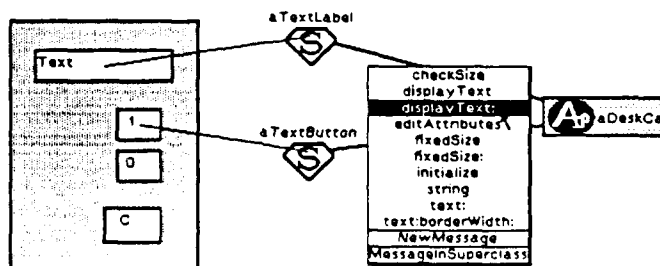 aTextLabel
S
Text
checkSize
displayText
displayText:
editAttributes
fixedSize
fixedSize:
initialize
string
text:
text:borderWidth:
NewMessage
MessageInSuperclass
Ap
aDeskCa
1
aTextButton
S
0
C